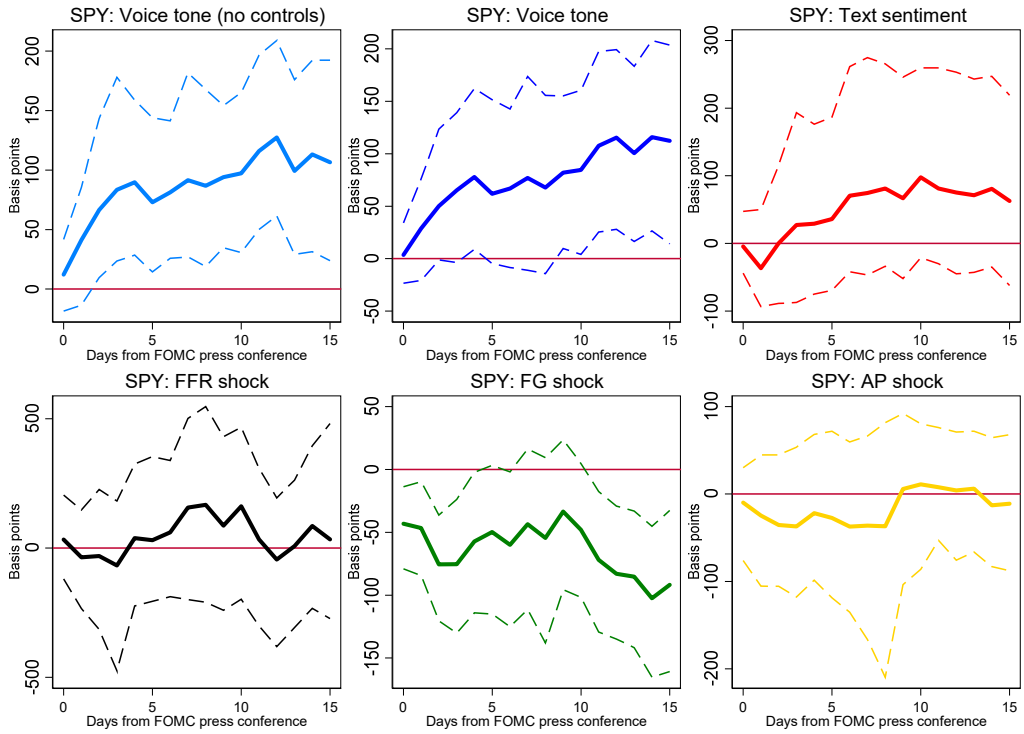 SPY: Voice tone (no controls)
Basis points
200
150
100
50
0
0 5 10 15
Days from FOMC press conference
SPY: Voice tone
Basis points
200
150
100
50
0
-50
0 5 10 15
Days from FOMC press conference
SPY: Text sentiment
Basis points
300
200
100
0
-100
0 5 10 15
Days from FOMC press conference
SPY: FFR shock
Basis points
500
0
-500
0 5 10 15
Days from FOMC press conference
SPY: FG shock
Basis points
50
0
-50
-100
-150
0 5 10 15
Days from FOMC press conference
SPY: AP shock
Basis points
100
0
-100
-200
0 5 10 15
Days from FOMC press conference